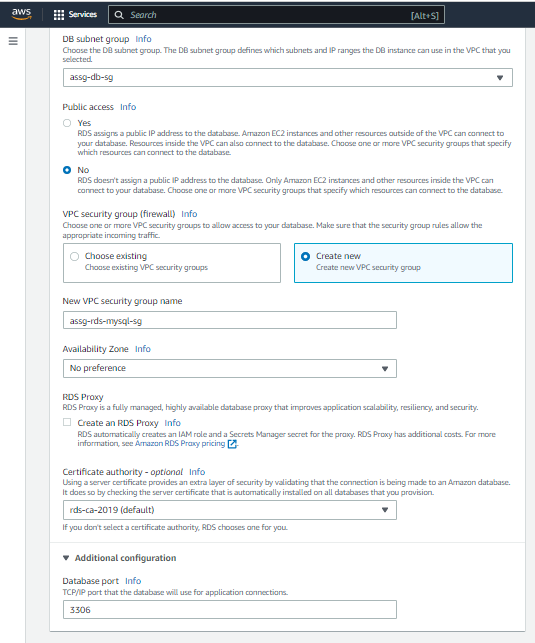 aws
Services
Search
[Alt+S]
DB subnet group Info
Choose the DB subnet group. The DB subnet group defines which subnets and IP ranges the DB instance can use in the VPC that you
selected.
assg-db-sg
Public access Info
Yes
RDS assigns a public IP address to the database. Amazon EC2 instances and other resources outside of the VPC can connect to
your database. Resources inside the VPC can also connect to the database. Choose one or more VPC security groups that specify
which resources can connect to the database.
No
RDS doesn't assign a public IP address to the database. Only Amazon EC2 instances and other resources inside the VPC can
connect to your database. Choose one or more VPC security groups that specify which resources can connect to the database.
VPC security group (firewall) Info
Choose one or more VPC security groups to allow access to your database. Make sure that the security group rules allow the
appropriate incoming traffic.
Choose existing
Choose existing VPC security groups
Create new
Create new VPC security group
New VPC security group name
assg-rds-mysql-sg
Availability Zone Info
No preference
RDS Proxy
RDS Proxy is a fully managed, highly available database proxy that improves application scalability, resiliency, and security.
Create an RDS Proxy Info
RDS automatically creates an IAM role and a Secrets Manager secret for the proxy. RDS Proxy has additional costs. For more
information, see Amazon RDS Proxy pricing.
Certificate authority - optional Info
Using a server certificate provides an extra layer of security by validating that the connection is being made to an Amazon database.
It does so by checking the server certificate that is automatically installed on all databases that you provision.
rds-ca-2019 (default)
If you don't select a certificate authority, RDS chooses one for you.
Additional configuration
Database port Info
TCP/IP port that the database will use for application connections.
3306